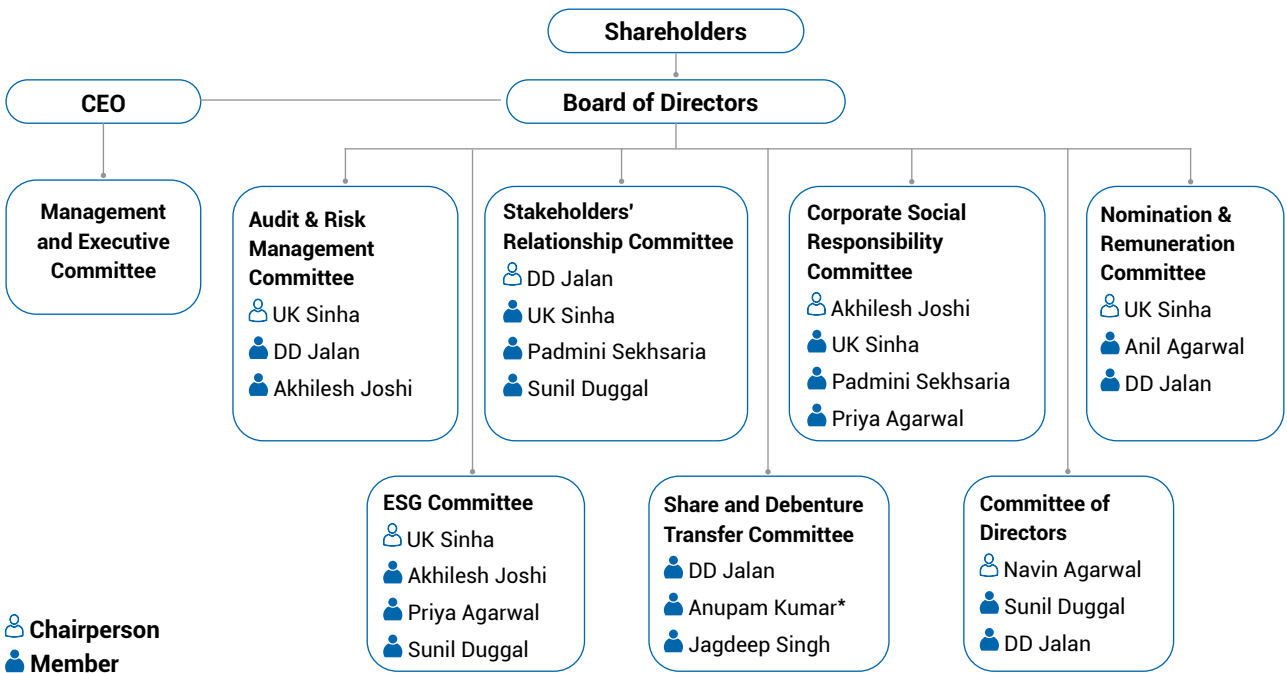 Shareholders
CEO
Board of Directors
Management
and Executive
Committee
Audit & Risk
Management
Committee
UK Sinha
DD Jalan
Akhilesh Joshi
Stakeholders'
Relationship Committee
DD Jalan
UK Sinha
Padmini Sekhsaria
Sunil Duggal
Corporate Social
Responsibility
Committee
Akhilesh Joshi
UK Sinha
Padmini Sekhsaria
Priya Agarwal
Nomination &
Remuneration
Committee
UK Sinha
Anil Agarwal
DD Jalan
ESG Committee
UK Sinha
Akhilesh Joshi
Priya Agarwal
Sunil Duggal
Share and Debenture
Transfer Committee
DD Jalan
Anupam Kumar*
Jagdeep Singh
Committee of
Directors
Navin Agarwal
Sunil Duggal
DD Jalan
Chairperson
Member